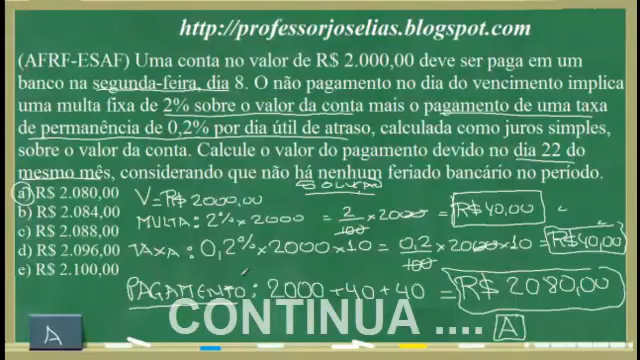 http://professorjoselias.blogspot.com
(AFRF-ESAF) Uma conta no valor de R$ 2.000,00 deve ser paga em um
banco na segunda-feira, dia 8. O não pagamento no dia do vencimento implica
uma multa fixa de 2% sobre o valor da conta mais o pagamento de uma taxa
de permanência de 0,2% por dia útil de atraso, calculada como juros simples,
sobre o valor da conta. Calcule o valor do pagamento devido no dia 22 do
mesmo mês, considerando que não há nenhum feriado bancário no período.
SOLUÇÃO
a) R$ 2.080,00
b) R$ 2.084,00
c) R$ 2.088,00
d) R$ 2.096,00
e) R$ 2.100,00
V=R$2000,00
MULTA: 2% x 2000 = 2/100 x 2000 = R$40,00
TAXA: 0,2% x 2000 x 10 = 0,2/100 x 2000 x 10 = R$40,00
PAGAMENTO: 2000 + 40 + 40 = R$ 2080,00
CONTINUA ....
A
A